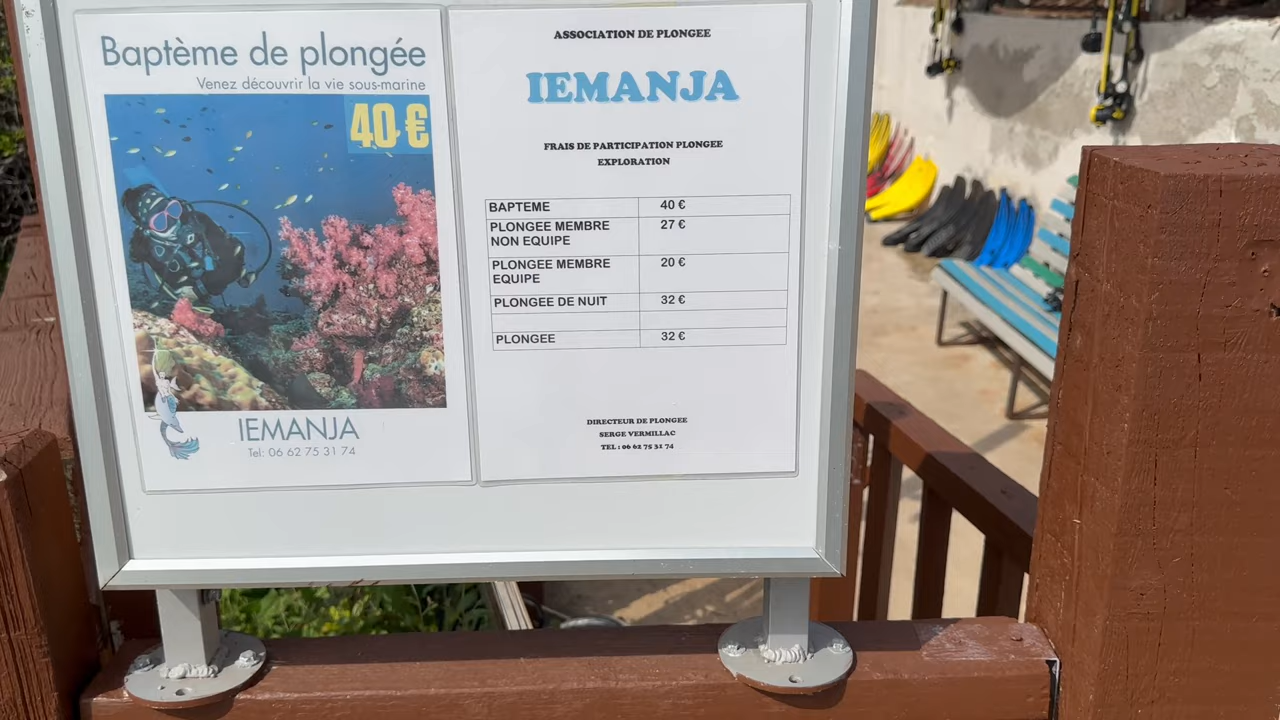 Baptème de plongée
Venez découvrir la vie sous-marine
40 €
IEMANJA
Tel: 06 62 75 31 74
ASSOCIATION DE PLONGEE
IEMANJA
FRAIS DE PARTICIPATION PLONGEE
EXPLORATION
BAPTEME 40 €
PLONGEE MEMBRE 27 €
NON EQUIPE
PLONGEE MEMBRE 20 €
EQUIPE
PLONGEE DE NUIT 32 €
PLONGEE 32 €
DIRECTEUR DE PLONGEE
SERGE VERMILLAC
TEL : 06 62 75 31 74